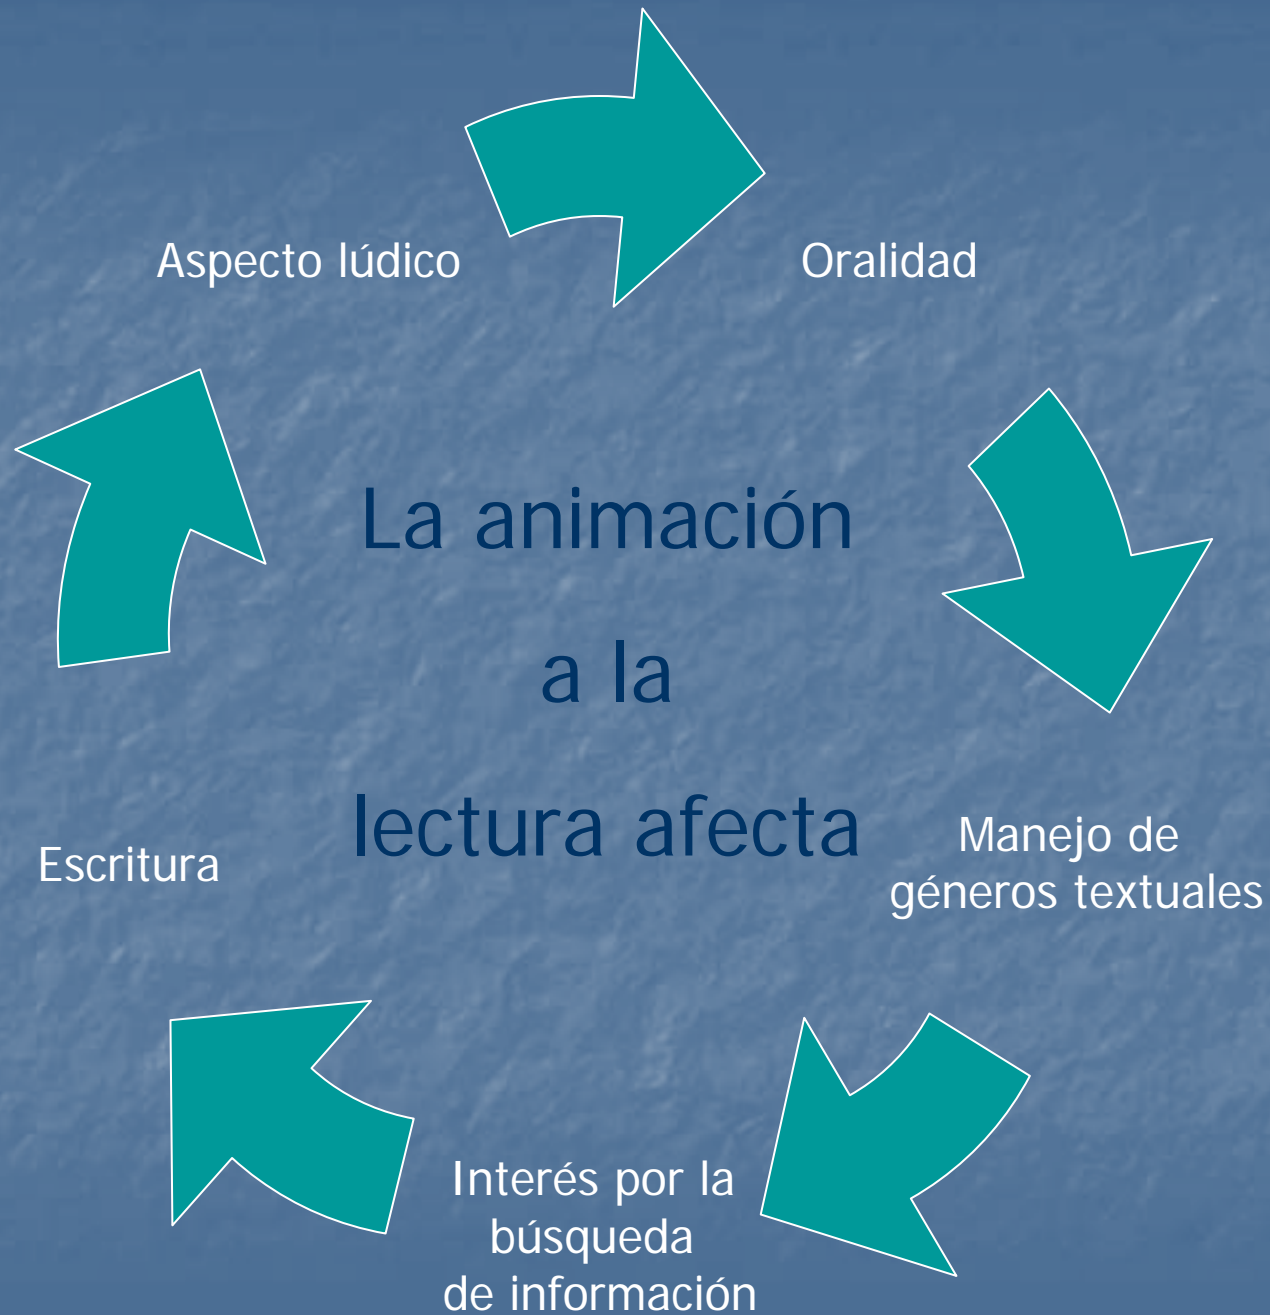 Aspecto lúdico
Oralidad
La animación
a la
lectura afecta
Manejo de
géneros textuales
Escritura
Interés por la
búsqueda
de información